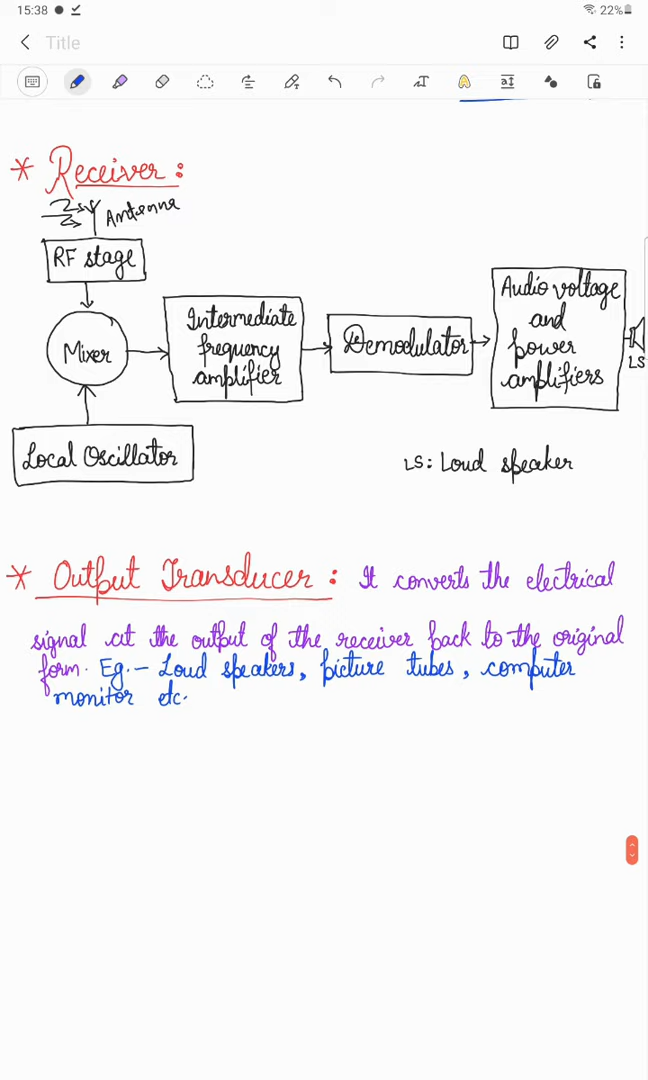 15:38
22%
Title
* Receiver :
Antenna
RF stage
Mixer
Local Oscillator
Intermediate
frequency
amplifier
Demodulator
Audio voltage
and
power
amplifiers
LS
LS: Loud speaker
* Output Transducer : It converts the electrical
signal at the output of the receiver back to the original
form. Eg.- Loud speakers, picture tubes, computer
monitor etc.